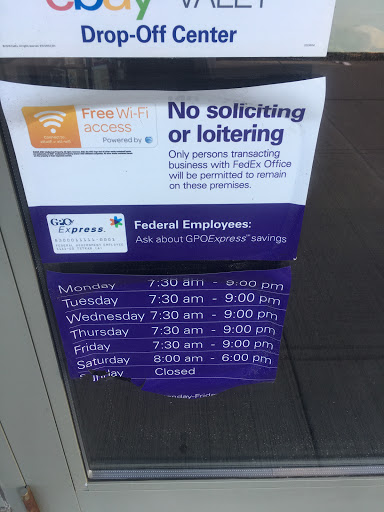 ebay VALET
Drop-Off Center
Free Wi-Fi
access
Powered by
No soliciting
or loitering
Only persons transacting
business with FedEx Office
will be permitted to remain
on these premises.
GPO
Express
Federal Employees:
Ask about GPOExpress℠ savings
Monday 7:30 am - 9:00 pm
Tuesday 7:30 am - 9:00 pm
Wednesday 7:30 am - 9:00 pm
Thursday 7:30 am - 9:00 pm
Friday 7:30 am - 9:00 pm
Saturday 8:00 am - 6:00 pm
Sunday Closed